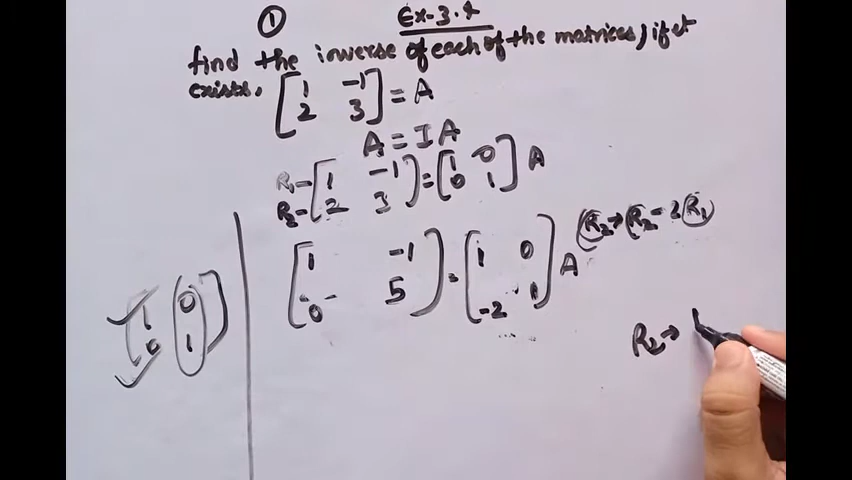 ① Ex-3.4
find the inverse of each of the matrices, if it
exists. [1 -1
2 3] = A
A = I A
R₁- [1 -1
R₂- 2 3] = [1 0
0 1] A
[1 -1
0 5] = [1 0
-2 1] A R₂→R₂-2R₁
[1 0
0 1]
R₂→